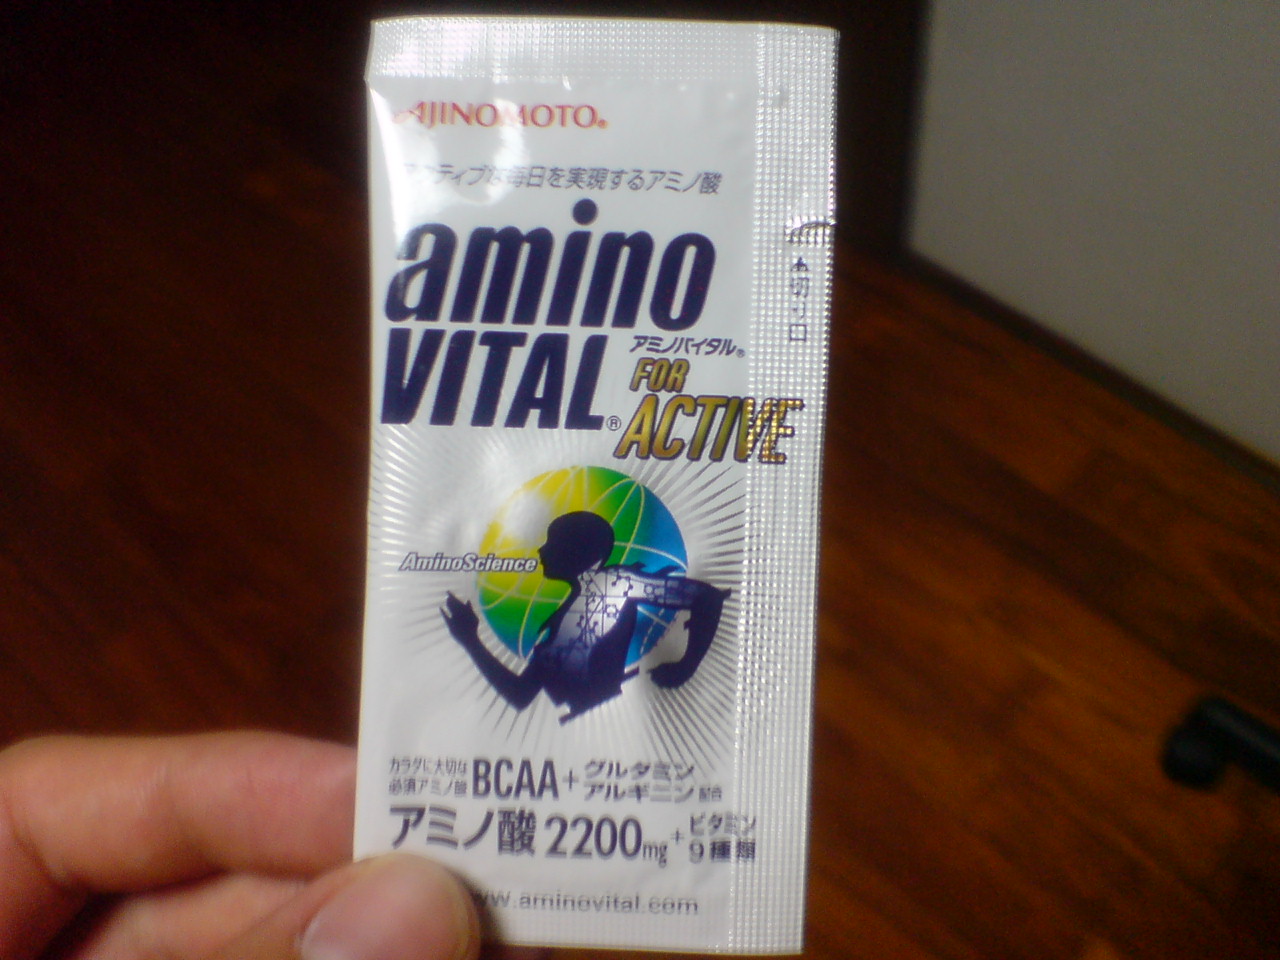 AJINOMOTO®
アクティブな毎日を実現するアミノ酸
amino
VITAL®
アミノバイタル®
FOR
ACTIVE
▲切り口
AminoScience
カラダに大切な
必須アミノ酸
BCAA+グルタミン
アルギニン配合
アミノ酸 2200mg+ビタミン
9種類
www.aminovital.com